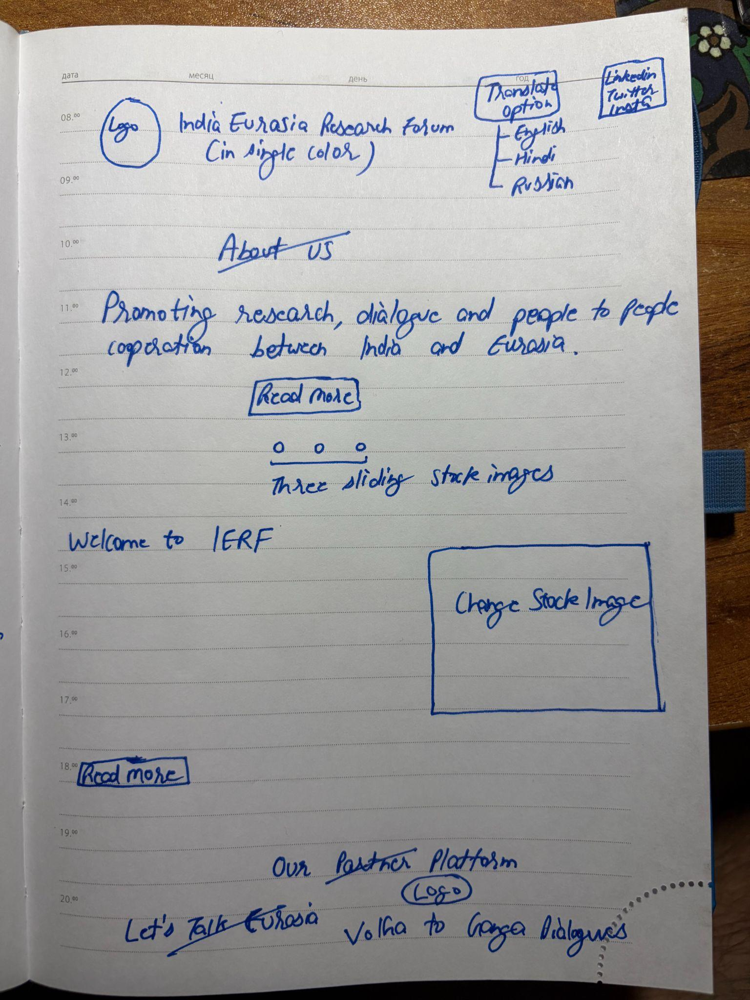 дата месяц день год
Linkedin
Twitter
Insta
Translate
option
English
Hindi
Russian
08.00
Logo
India Eurasia Research Forum
(in single color)
09.00
10.00
About us
11.00
Promoting research, dialogue and people to people
cooperation between India and Eurasia.
12.00
Read more
13.00
Three sliding stock images
14.00
Welcome to IERF
15.00
Change Stock Image
16.00
17.00
18.00
Read more
19.00
Our Partner Platform
20.00
Logo
Let's Talk Eurasia
Volha to Ganga Dialogues